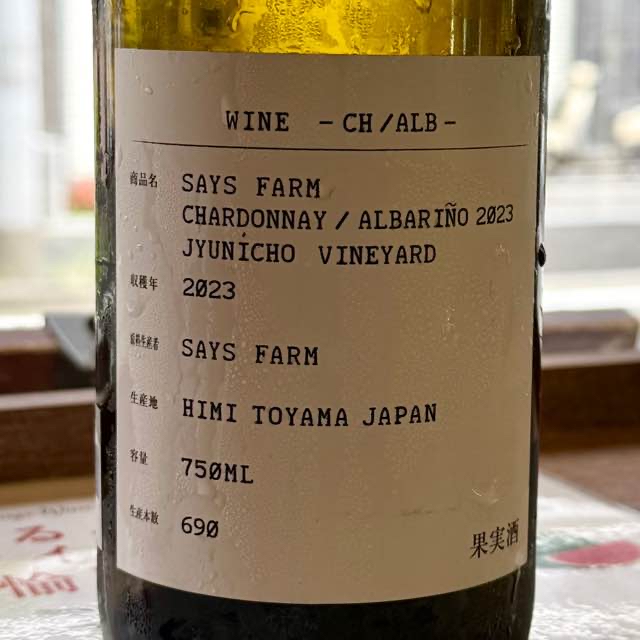 WINE -CH/ALB-
商品名 SAYS FARM
CHARDONNAY/ALBARIÑO 2023
JYUNICHO VINEYARD
収穫年 2023
SAYS FARM
生産地 HIMI TOYAMA JAPAN
容量 750ML
生産本数 690
果実酒